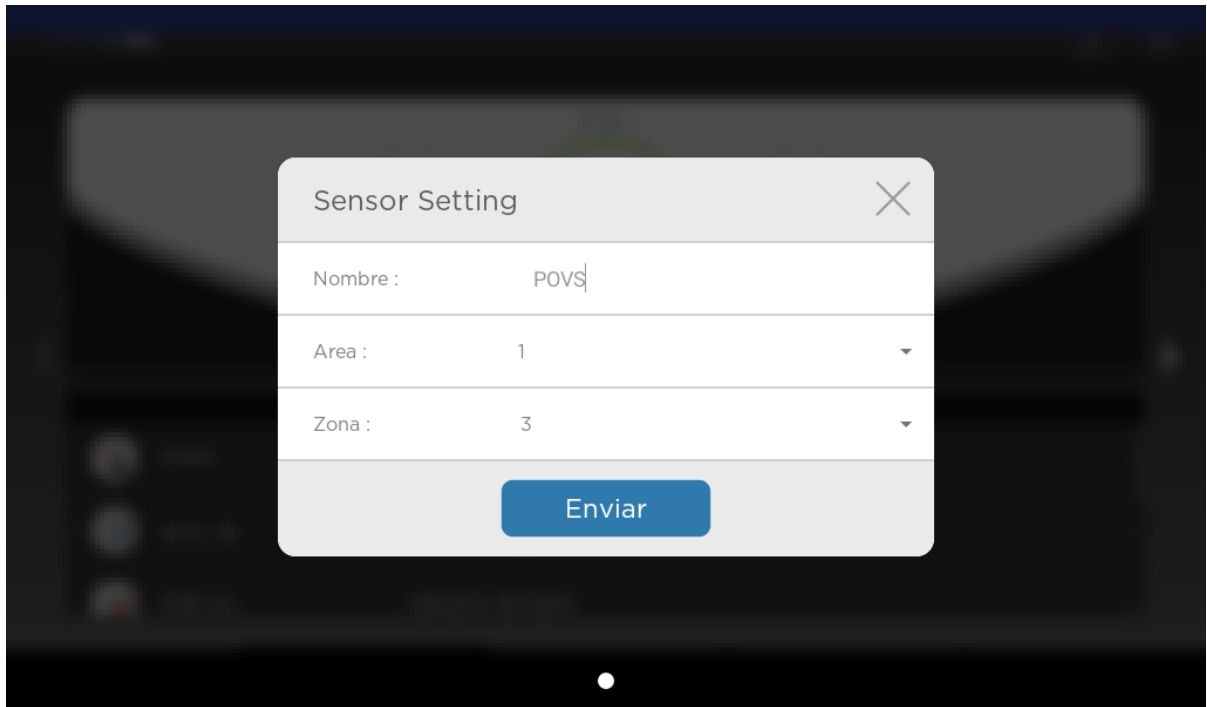 Sensor Setting
Nombre : POVS
Area : 1
Zona : 3
Enviar